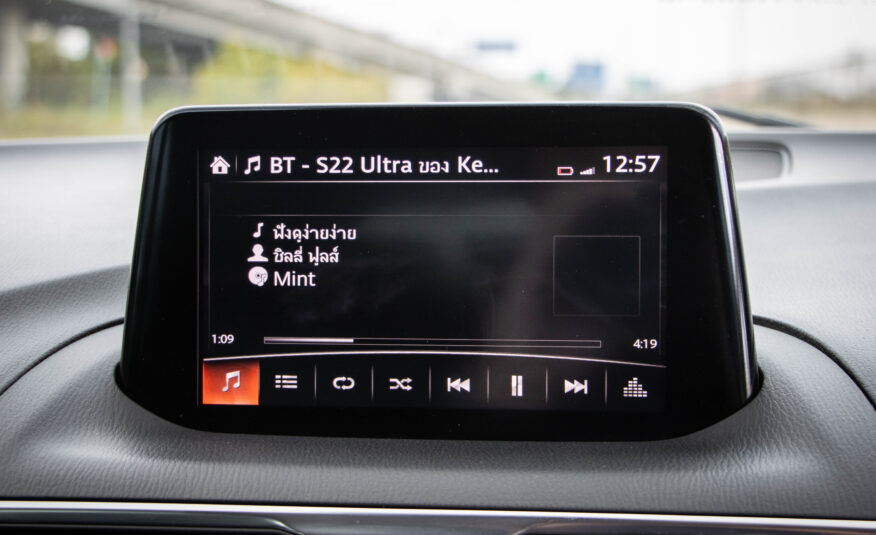 BT - S22 Ultra ของ Ke... 12:57
ฟังดูง่ายง่าย
ซิลลี่ ฟูลส์
Mint
1:09 4:19